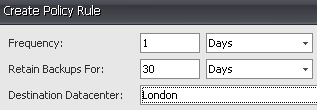 Create Policy Rule
Frequency: 1 Days
Retain Backups For: 30 Days
Destination Datacenter: London